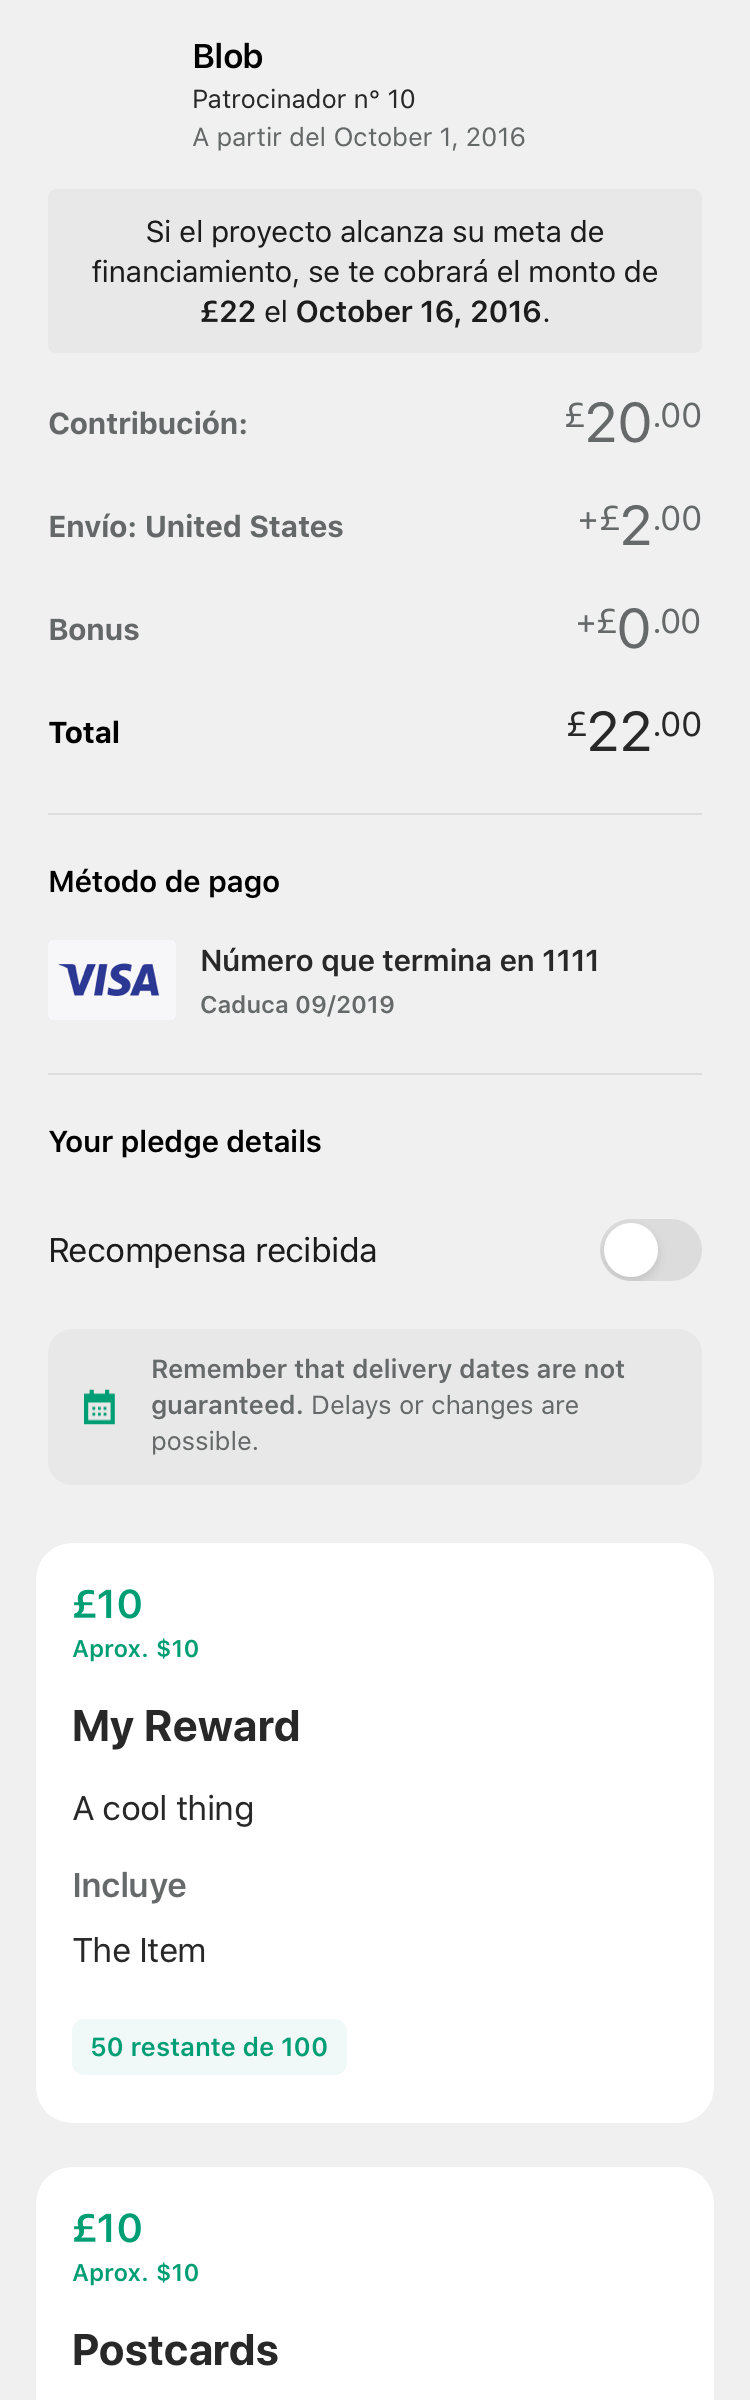 Blob
Patrocinador nº 10
A partir del October 1, 2016
Si el proyecto alcanza su meta de
financiamiento, se te cobrará el monto de
£22 el October 16, 2016.
Contribución: £20.00
Envío: United States +£2.00
Bonus +£0.00
Total £22.00
Método de pago
VISA
Número que termina en 1111
Caduca 09/2019
Your pledge details
Recompensa recibida
Remember that delivery dates are not
guaranteed. Delays or changes are
possible.
£10
Aprox. $10
My Reward
A cool thing
Incluye
The Item
50 restante de 100
£10
Aprox. $10
Postcards